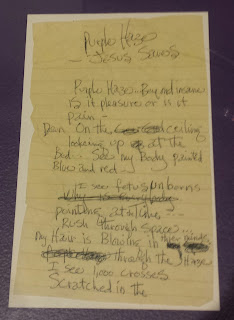 Purple Haze
– Jesus Saves
Purple Haze - Beyond insane
is it pleasure or is it
pain -
Down On the ceiling
looking up at the
bed.. See my Body painted
Blue and red..
I see fetus unborns
pointing at
Rush through space ...
my Hair is Blowing in
through the Haze
I see 1,000 crosses
scratched in the